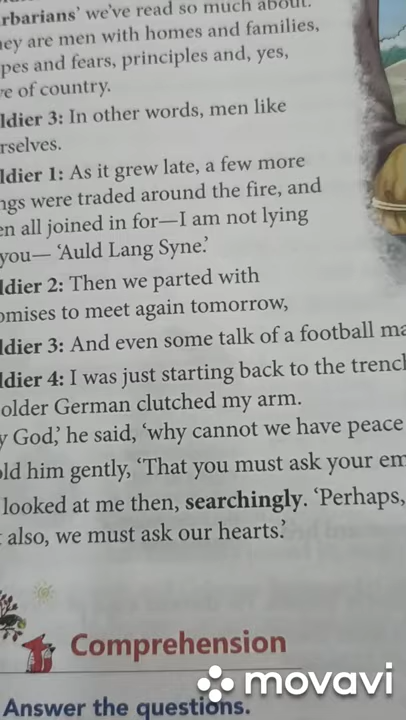 rbarians' we've read so much about.
ey are men with homes and families,
pes and fears, principles and, yes,
e of country.
ldier 3: In other words, men like
rselves.
ldier 1: As it grew late, a few more
ngs were traded around the fire, and
en all joined in for—I am not lying
you— 'Auld Lang Syne.'
ldier 2: Then we parted with
omises to meet again tomorrow,
ldier 3: And even some talk of a football ma
ldier 4: I was just starting back to the trencl
older German clutched my arm.
y God,' he said, 'why cannot we have peace
old him gently, 'That you must ask your em
looked at me then, searchingly. 'Perhaps,
also, we must ask our hearts.'
Comprehension
Answer the questions.
movavi